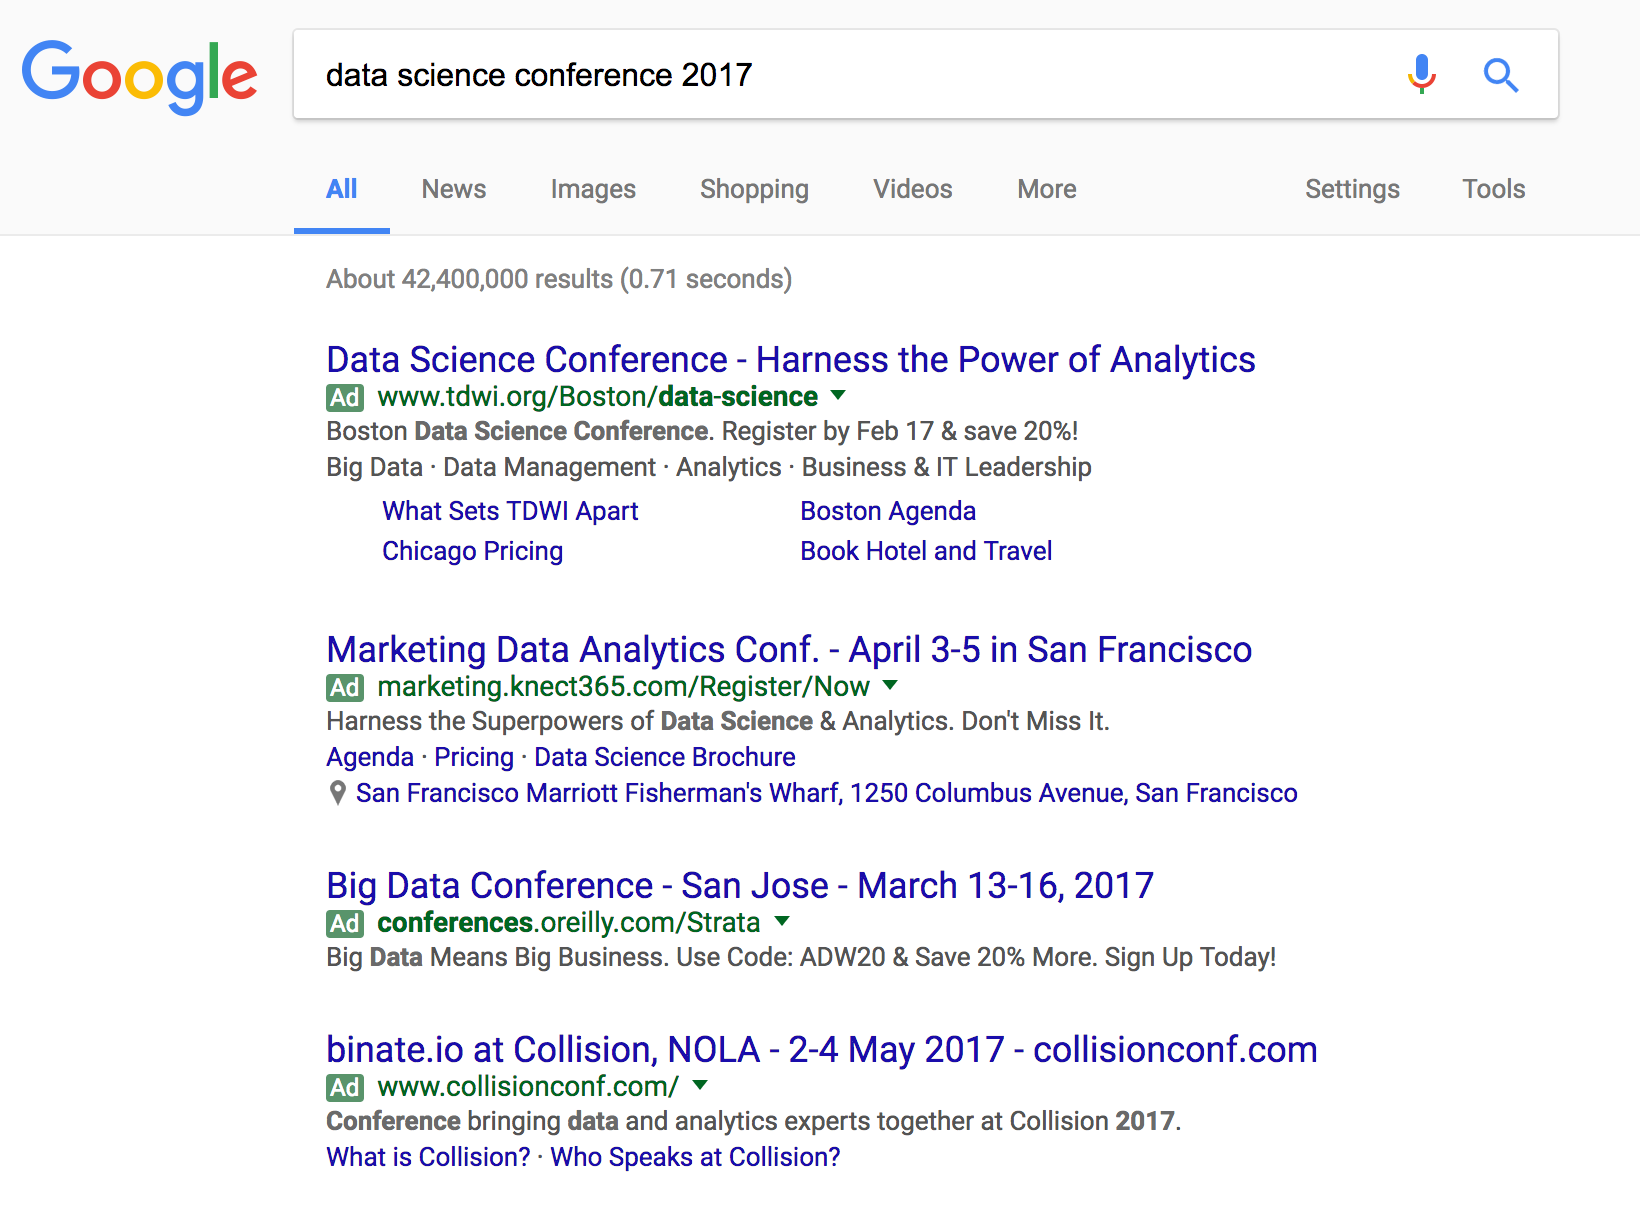 Google
data science conference 2017
All News Images Shopping Videos More Settings Tools
About 42,400,000 results (0.71 seconds)
Data Science Conference - Harness the Power of Analytics
Ad www.tdwi.org/Boston/data-science
Boston Data Science Conference. Register by Feb 17 & save 20%!
Big Data · Data Management · Analytics · Business & IT Leadership
What Sets TDWI Apart Boston Agenda
Chicago Pricing Book Hotel and Travel
Marketing Data Analytics Conf. - April 3-5 in San Francisco
Ad marketing.knect365.com/Register/Now
Harness the Superpowers of Data Science & Analytics. Don't Miss It.
Agenda · Pricing · Data Science Brochure
San Francisco Marriott Fisherman's Wharf, 1250 Columbus Avenue, San Francisco
Big Data Conference - San Jose - March 13-16, 2017
Ad conferences.oreilly.com/Strata
Big Data Means Big Business. Use Code: ADW20 & Save 20% More. Sign Up Today!
binate.io at Collision, NOLA - 2-4 May 2017 - collisionconf.com
Ad www.collisionconf.com/
Conference bringing data and analytics experts together at Collision 2017.
What is Collision? · Who Speaks at Collision?